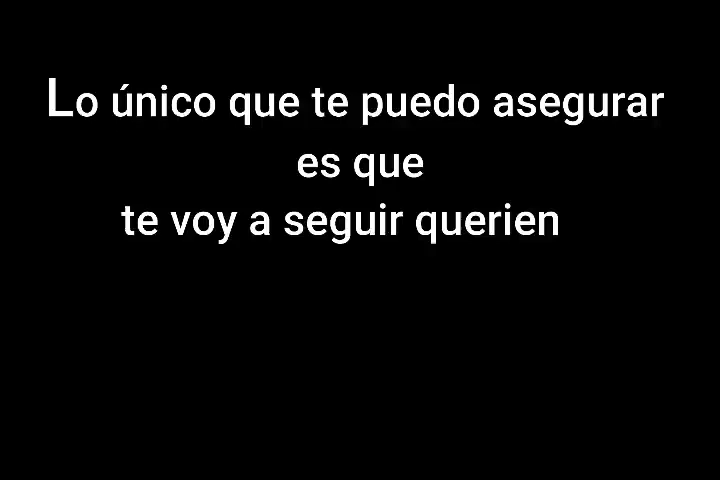 Lo único que te puedo asegurar
es que
te voy a seguir querien